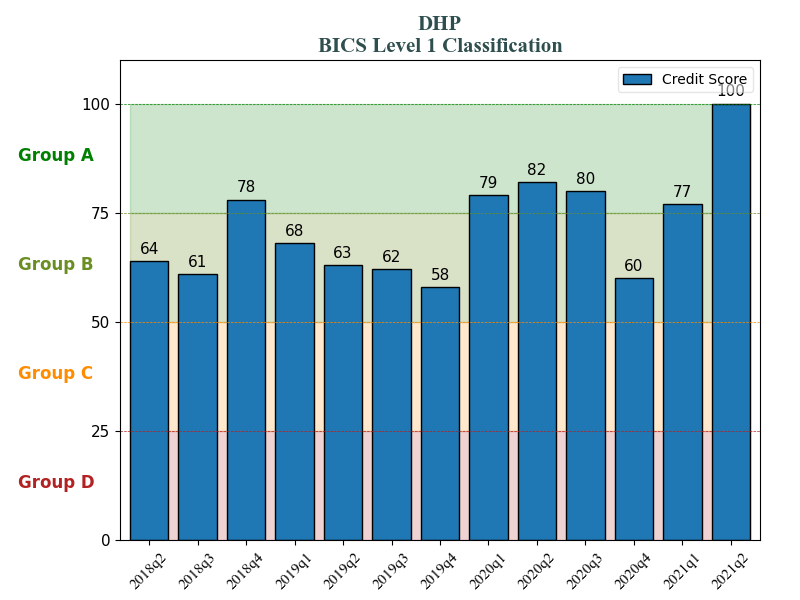 DHP
BICS Level 1 Classification
Credit Score
100
Group A
75
Group B
50
Group C
25
Group D
0
64
61
78
68
63
62
58
79
82
80
60
77
100
2018q2
2018q3
2018q4
2019q1
2019q2
2019q3
2019q4
2020q1
2020q2
2020q3
2020q4
2021q1
2021q2